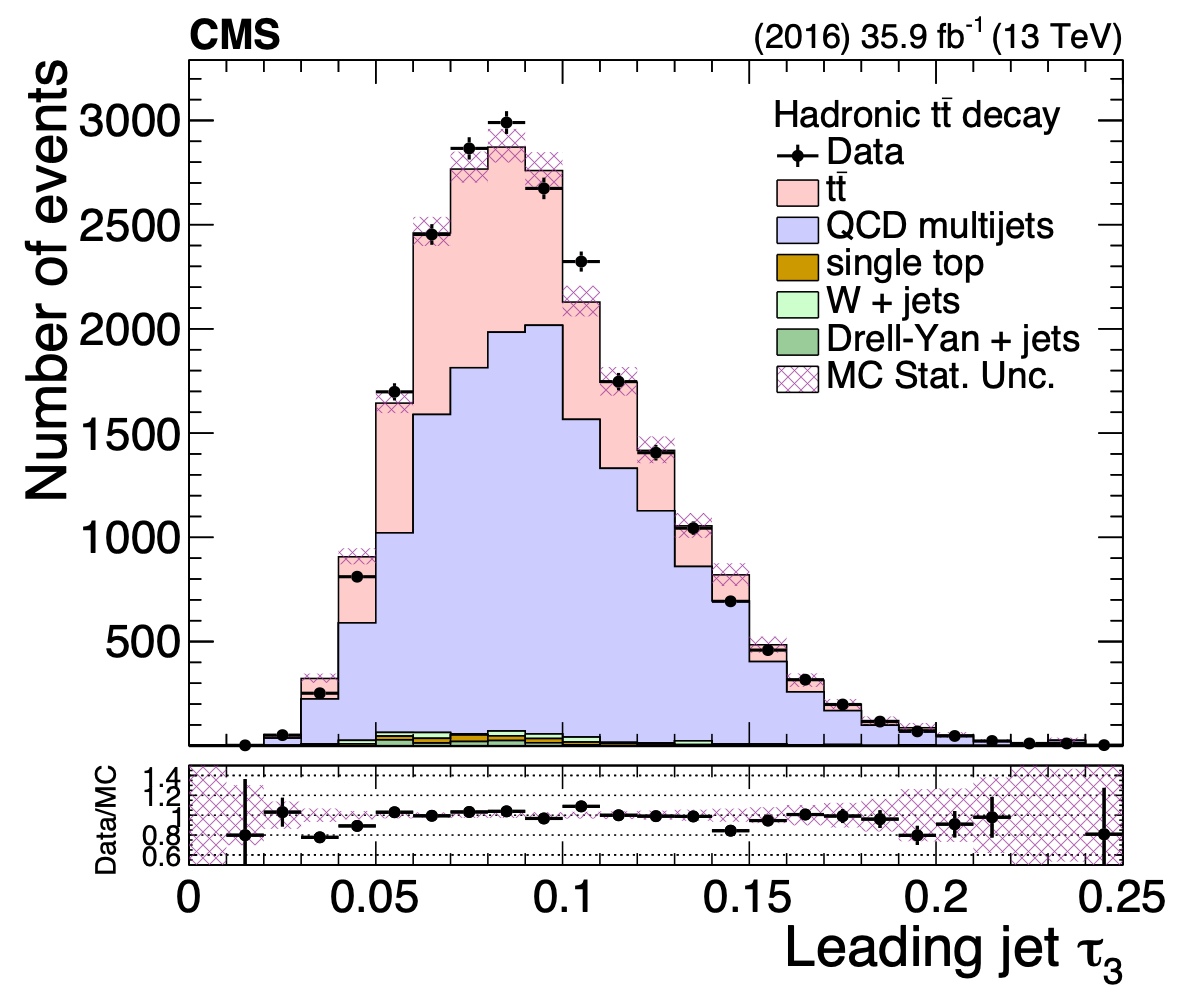 CMS (2016) 35.9 fb⁻¹ (13 TeV)
Number of events
3000
2500
2000
1500
1000
500
Hadronic tt̄ decay
Data
tt̄
QCD multijets
single top
W + jets
Drell-Yan + jets
MC Stat. Unc.
Data/MC
1.4
1.2
1
0.8
0.6
0 0.05 0.1 0.15 0.2 0.25
Leading jet τ₃